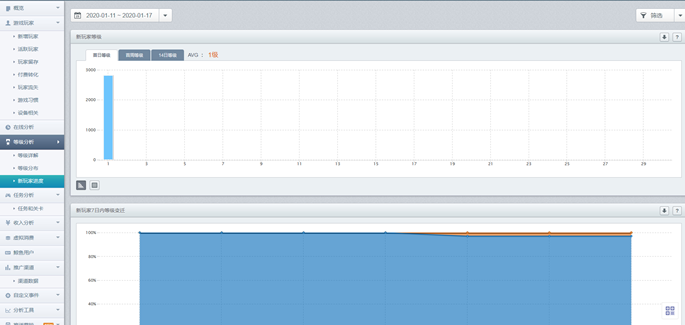 概览
游戏玩家
新增玩家
活跃玩家
玩家留存
付费转化
玩家流失
游戏习惯
设备相关
在线分析
等级分析
等级详解
等级分布
新玩家进度
任务分析
任务和关卡
收入分析
虚拟消费
鲸鱼用户
推广渠道
渠道数据
自定义事件
分析工具
2020-01-11 ~ 2020-01-17
筛选
新玩家等级
首日等级
首周等级
14日等级
AVG ： 1级
3000
2000
1000
0
1 3 5 7 9 11 13 15 17 19 21 23 25 27 29
新玩家7日内等级变迁
100%
80%
60%
40%